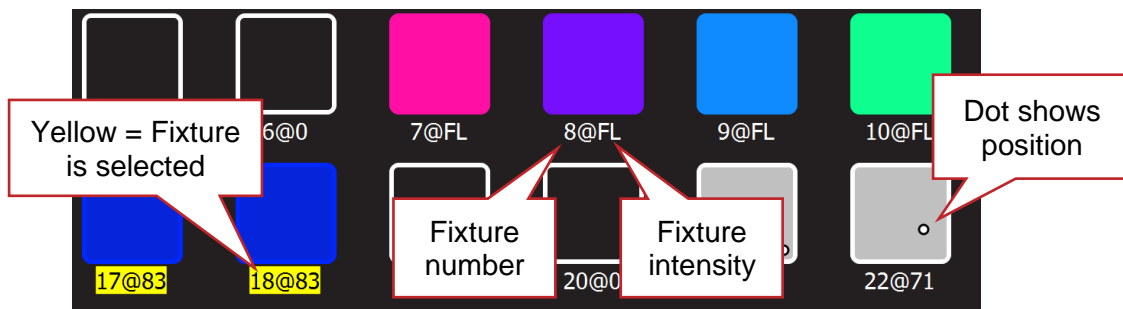 6@0
7@FL
8@FL
9@FL
10@FL
Yellow = Fixture
is selected
Dot shows
position
Fixture
number
Fixture
intensity
17@83
18@83
20@0
22@71